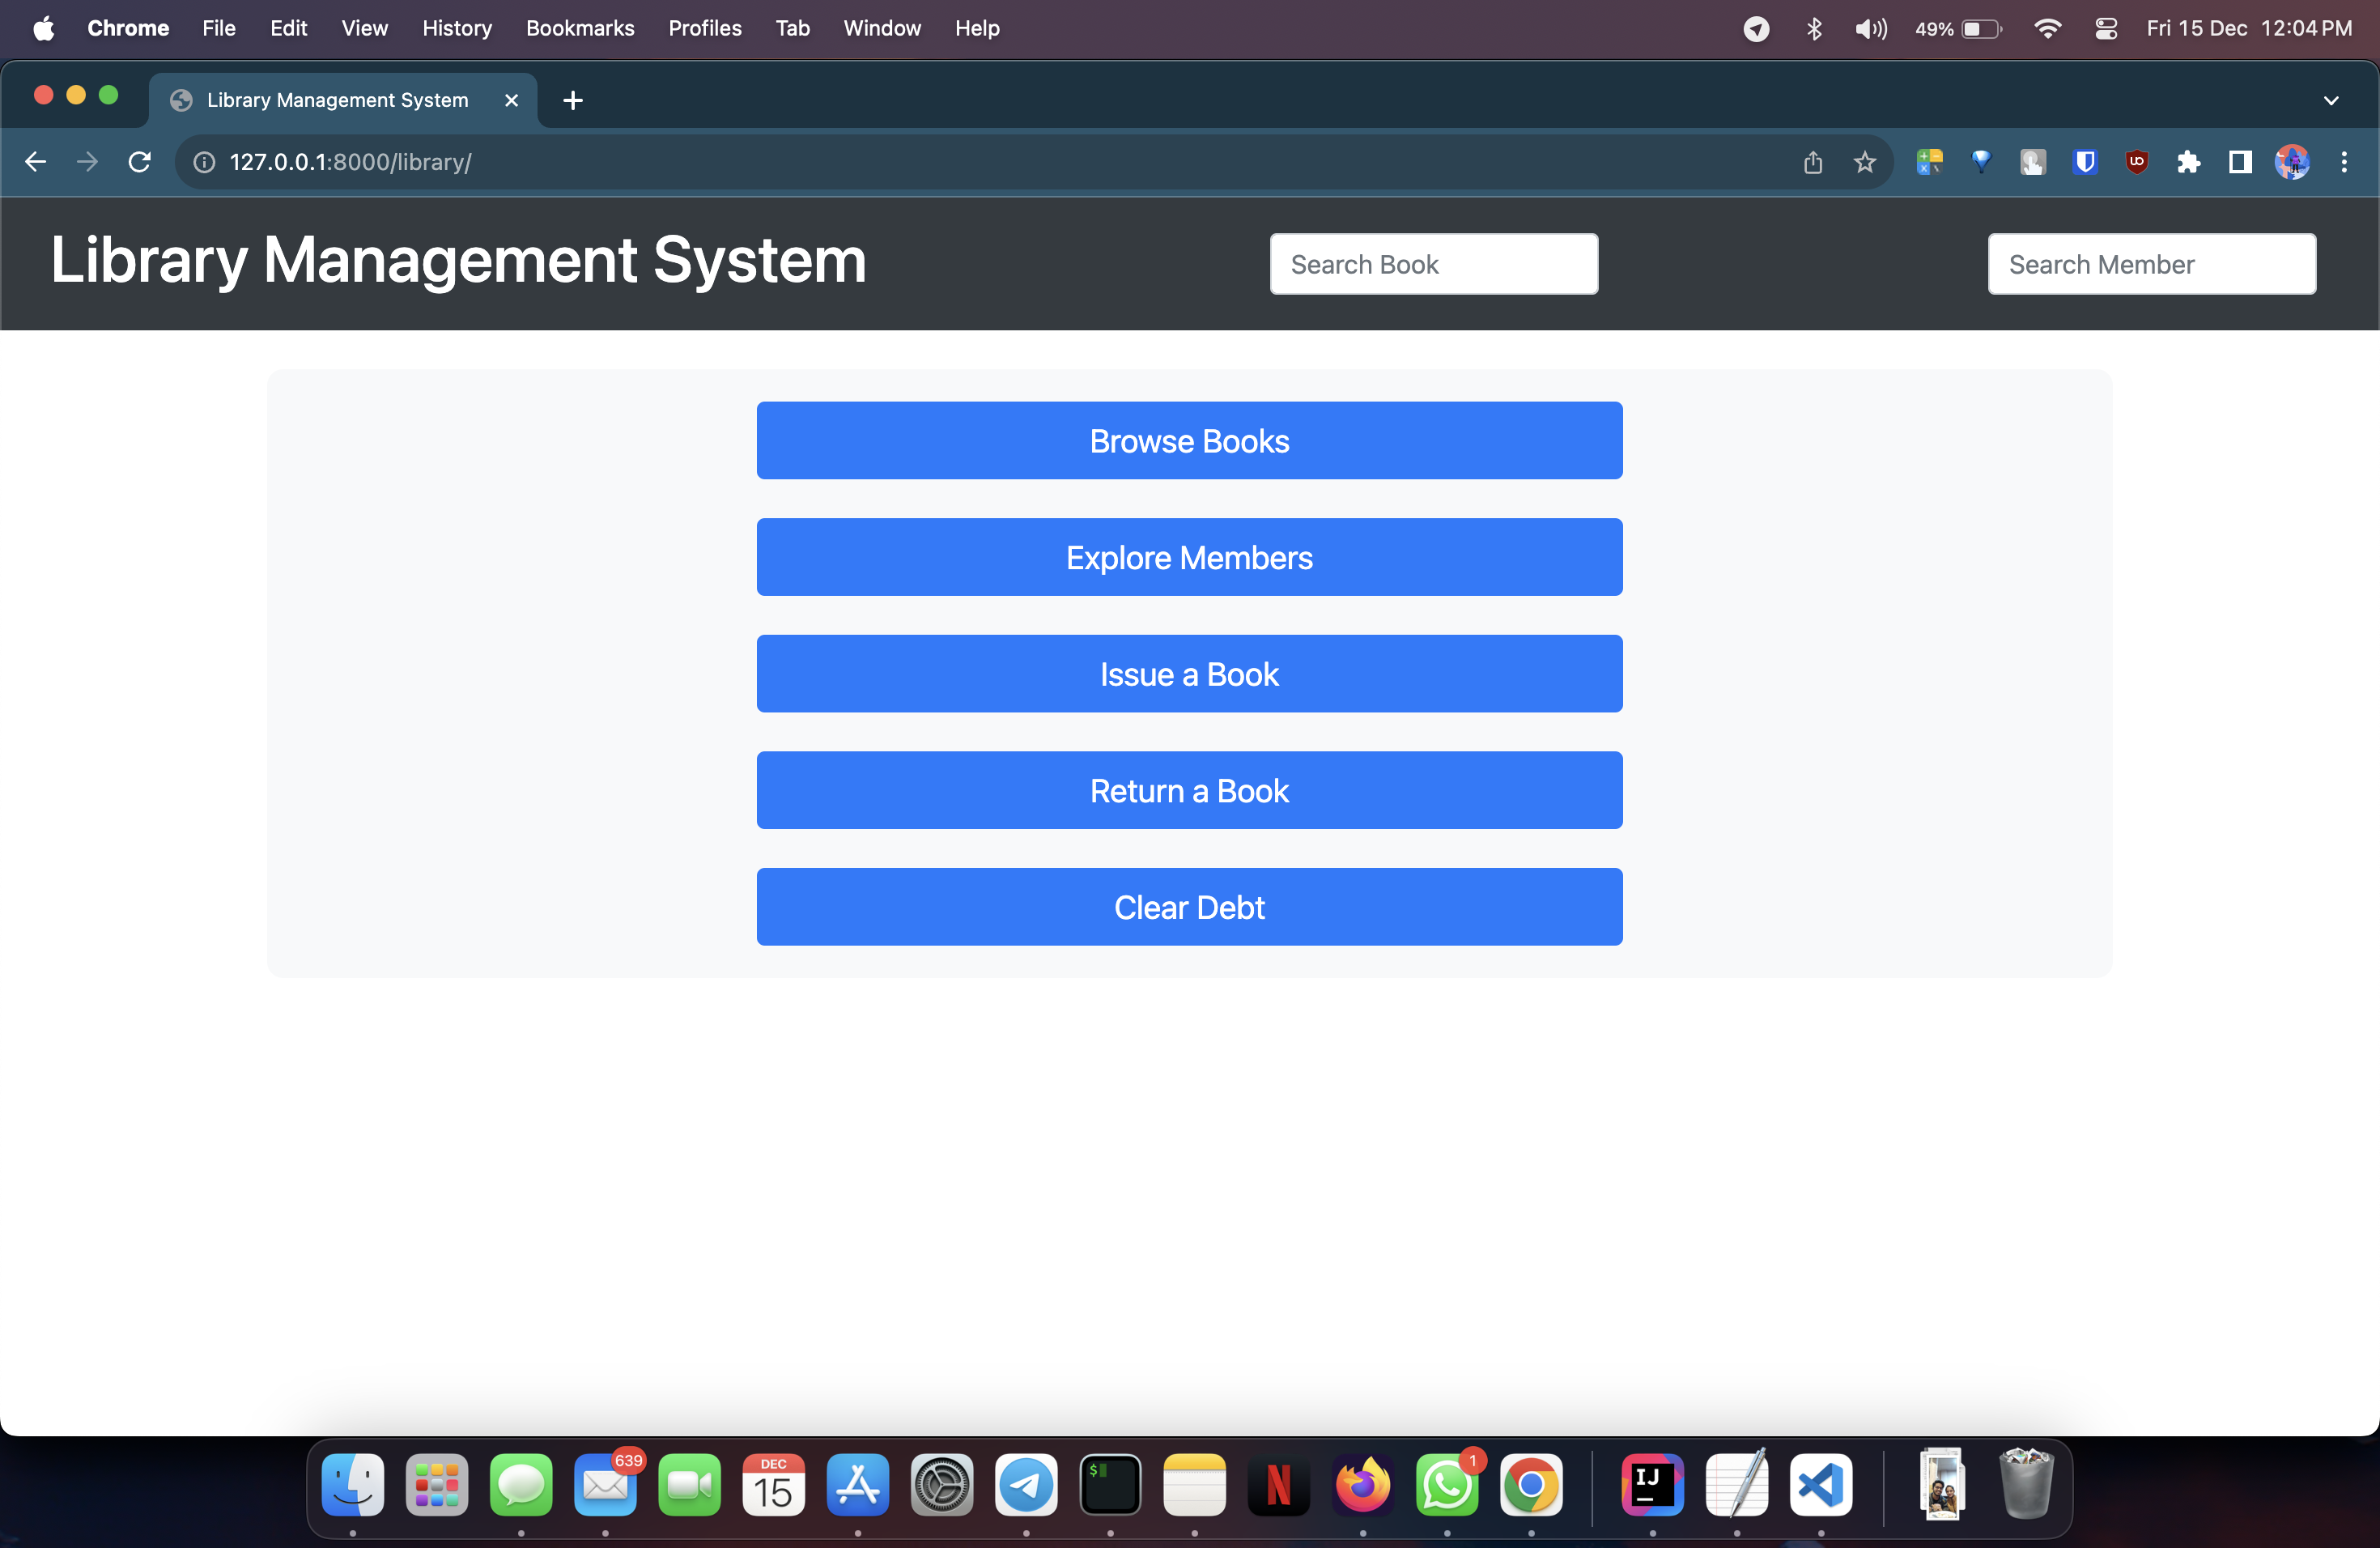 Chrome File Edit View History Bookmarks Profiles Tab Window Help 49% Fri 15 Dec 12:04 PM
Library Management System
127.0.0.1:8000/library/
Library Management System
Search Book
Search Member
Browse Books
Explore Members
Issue a Book
Return a Book
Clear Debt
639
DEC
15
$
N
1
IJ